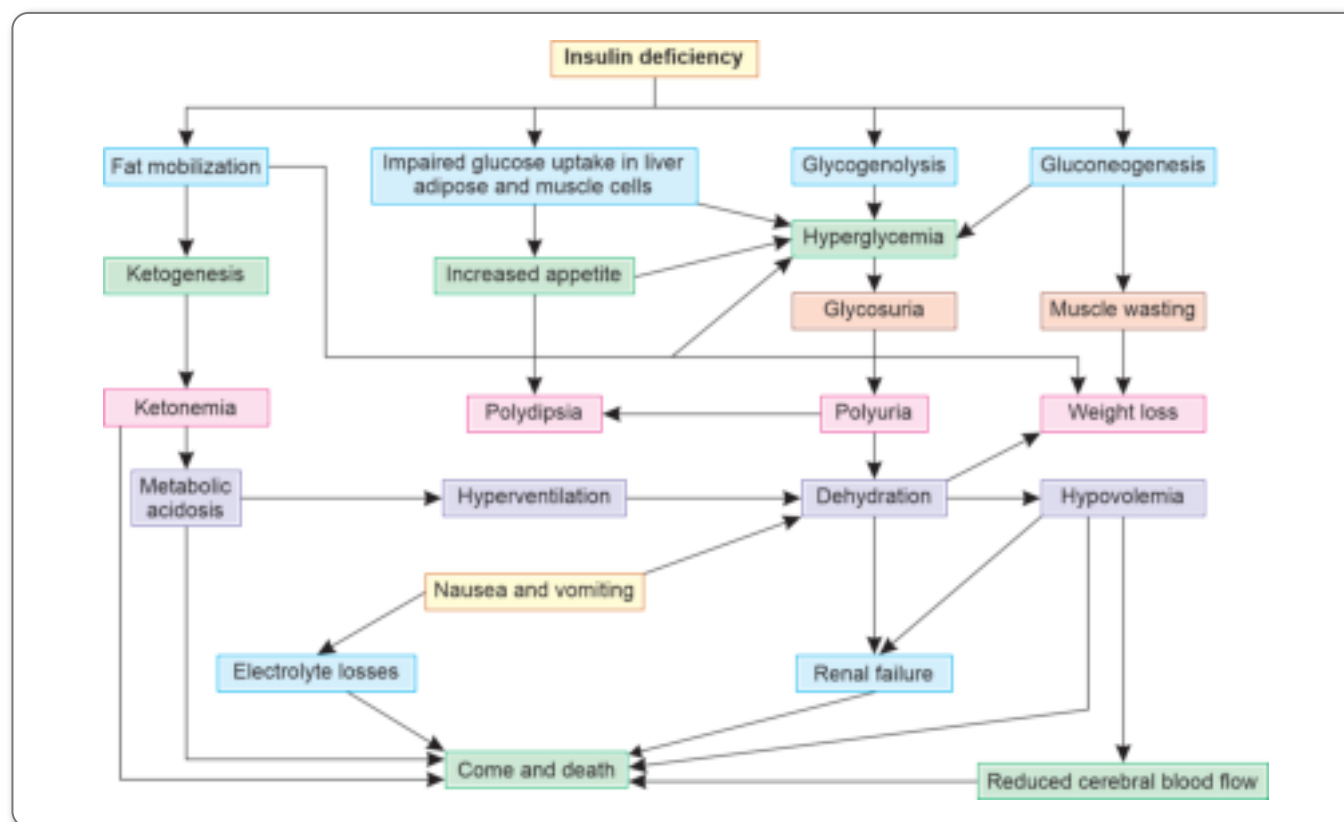 Insulin deficiency
Fat mobilization
Impaired glucose uptake in liver
adipose and muscle cells
Glycogenolysis
Gluconeogenesis
Hyperglycemia
Ketogenesis
Increased appetite
Glycosuria
Muscle wasting
Ketonemia
Polydipsia
Polyuria
Weight loss
Metabolic
acidosis
Hyperventilation
Dehydration
Hypovolemia
Nausea and vomiting
Electrolyte losses
Renal failure
Come and death
Reduced cerebral blood flow